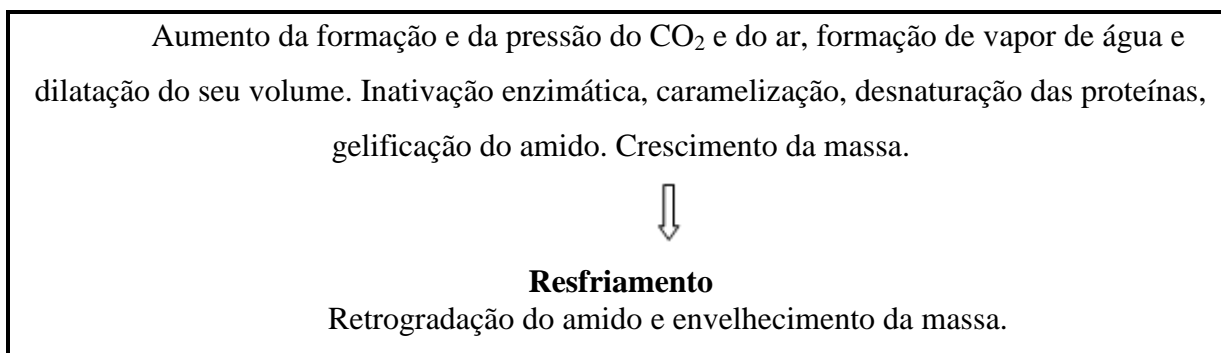 Aumento da formação e da pressão do CO₂ e do ar, formação de vapor de água e
dilatação do seu volume. Inativação enzimática, caramelização, desnaturação das proteínas,
gelificação do amido. Crescimento da massa.
Resfriamento
Retrogradação do amido e envelhecimento da massa.